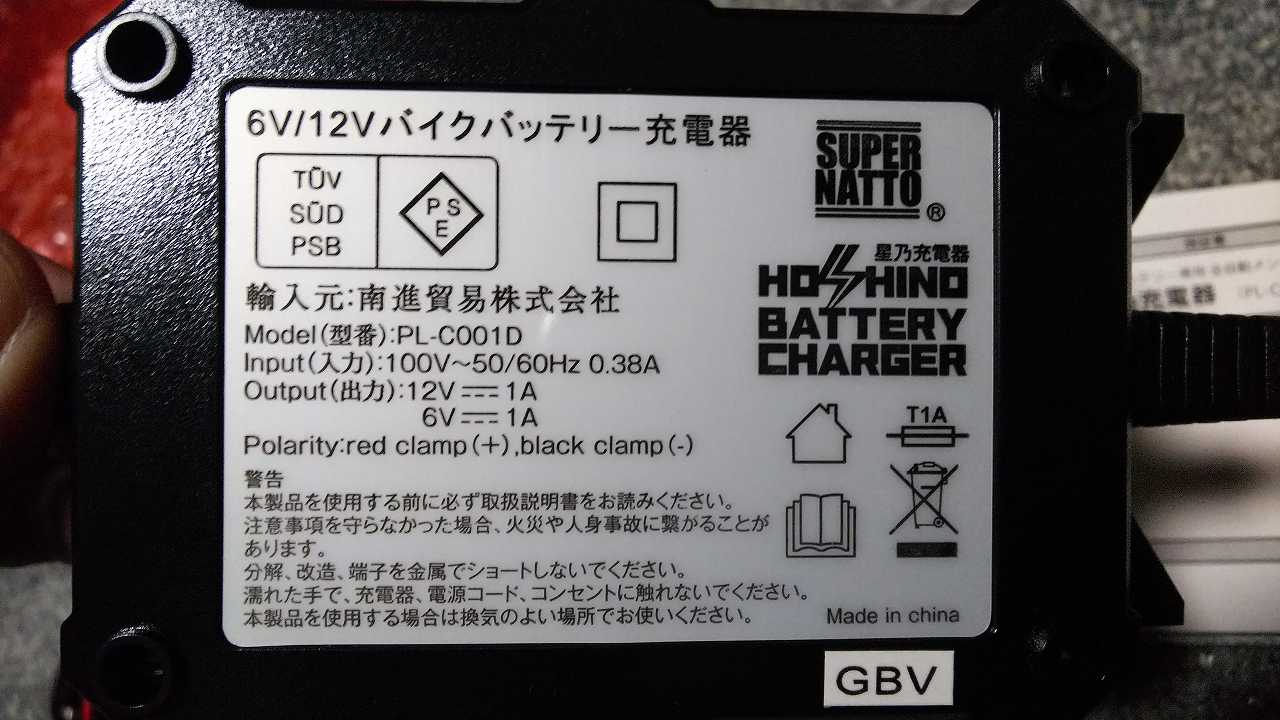 6V/12Vバイクバッテリー充電器
TŪV
SŪD
PSB
PS
E
SUPER
NATTO
®
輸入元:南進貿易株式会社
星乃充電器
HOSHINO
BATTERY
CHARGER
Model(型番):PL-C001D
Input(入力):100V～50/60Hz 0.38A
Output(出力):12V⎓1A
6V⎓1A
Polarity:red clamp(+),black clamp(-)
T1A
警告
本製品を使用する前に必ず取扱説明書をお読みください。
注意事項を守らなかった場合、火災や人身事故に繋がることが
あります。
分解、改造、端子を金属でショートしないでください。
濡れた手で、充電器、電源コード、コンセントに触れないでください。
本製品を使用する場合は換気のよい場所でお使いください。
Made in china
GBV
充電器